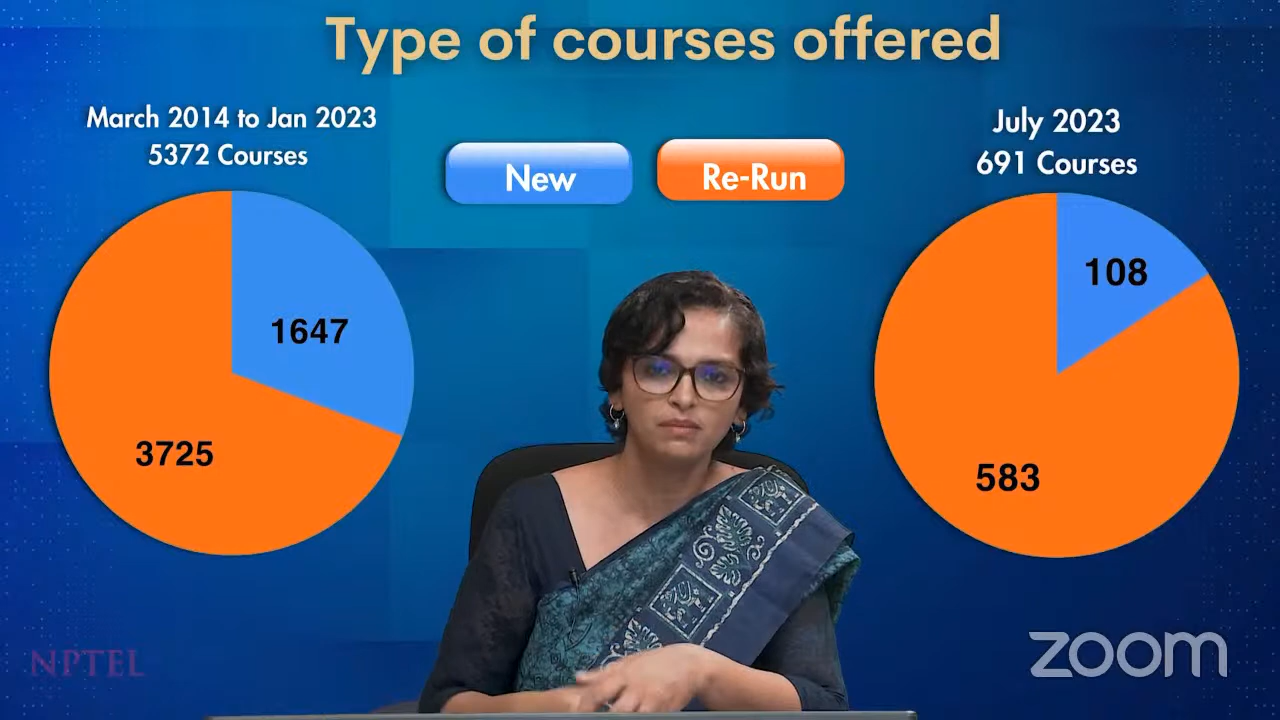 Type of courses offered
March 2014 to Jan 2023
5372 Courses
New
Re-Run
July 2023
691 Courses
1647
3725
108
583
NPTEL
zoom